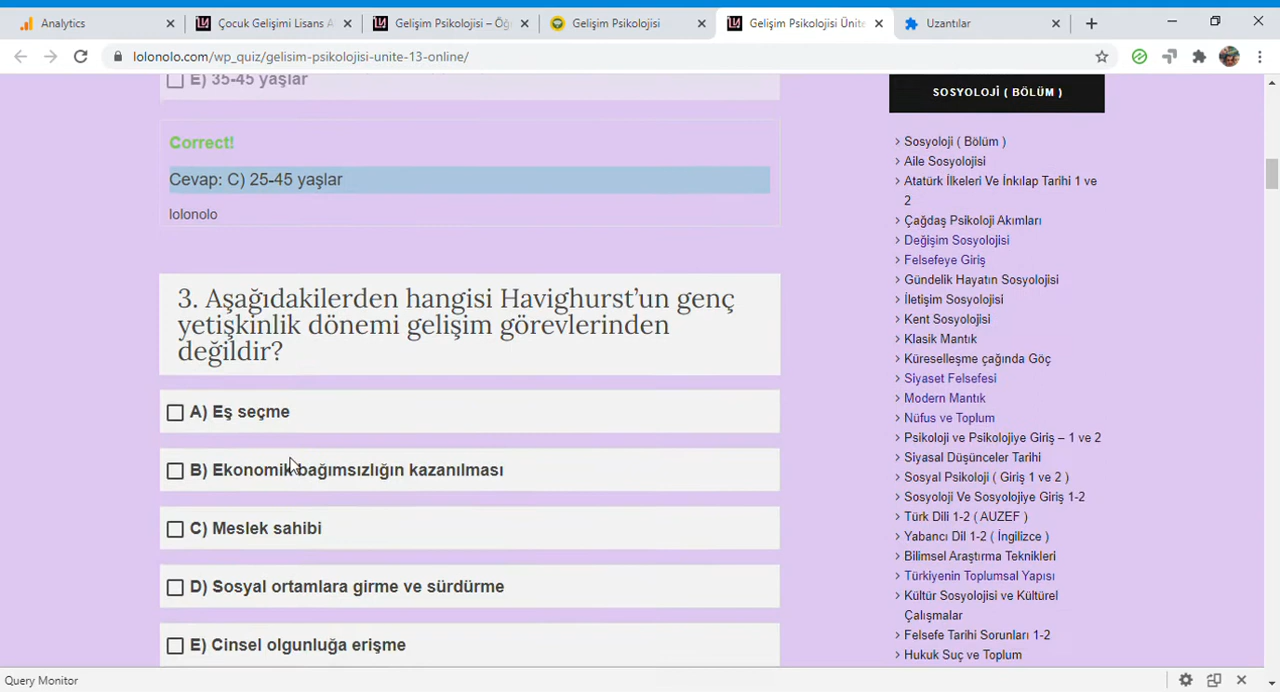 Analytics
Çocuk Gelişimi Lisans A
Gelişim Psikolojisi – Öğ
Gelişim Psikolojisi
Gelişim Psikolojisi Ünite
Uzantılar
lolonolo.com/wp_quiz/gelisim-psikolojisi-unite-13-online/
E) 35-45 yaşlar
Correct!
Cevap: C) 25-45 yaşlar
lolonolo
3. Aşağıdakilerden hangisi Havighurst’un genç
yetişkinlik dönemi gelişim görevlerinden
değildir?
A) Eş seçme
B) Ekonomik bağımsızlığın kazanılması
C) Meslek sahibi
D) Sosyal ortamlara girme ve sürdürme
E) Cinsel olgunluğa erişme
SOSYOLOJİ ( BÖLÜM )
Sosyoloji ( Bölüm )
Aile Sosyolojisi
Atatürk İlkeleri Ve İnkılap Tarihi 1 ve
2
Çağdaş Psikoloji Akımları
Değişim Sosyolojisi
Felsefeye Giriş
Gündelik Hayatın Sosyolojisi
İletişim Sosyolojisi
Kent Sosyolojisi
Klasik Mantık
Küreselleşme çağında Göç
Siyaset Felsefesi
Modern Mantık
Nüfus ve Toplum
Psikoloji ve Psikolojiye Giriş – 1 ve 2
Siyasal Düşünceler Tarihi
Sosyal Psikoloji ( Giriş 1 ve 2 )
Sosyoloji Ve Sosyolojiye Giriş 1-2
Türk Dili 1-2 ( AUZEF )
Yabancı Dil 1-2 ( İngilizce )
Bilimsel Araştırma Teknikleri
Türkiyenin Toplumsal Yapısı
Kültür Sosyolojisi ve Kültürel
Çalışmalar
Felsefe Tarihi Sorunları 1-2
Hukuk Suç ve Toplum
Query Monitor